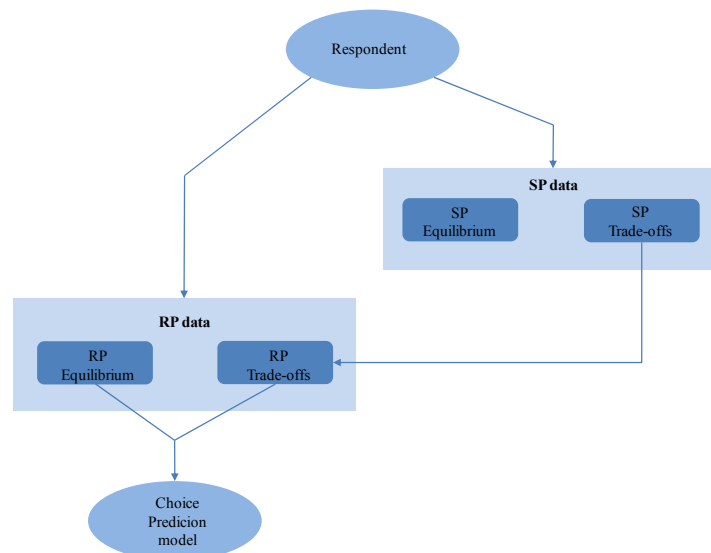 Respondent
SP data
SP
Equilibrium
SP
Trade-offs
RP data
RP
Equilibrium
RP
Trade-offs
Choice
Predicion
model